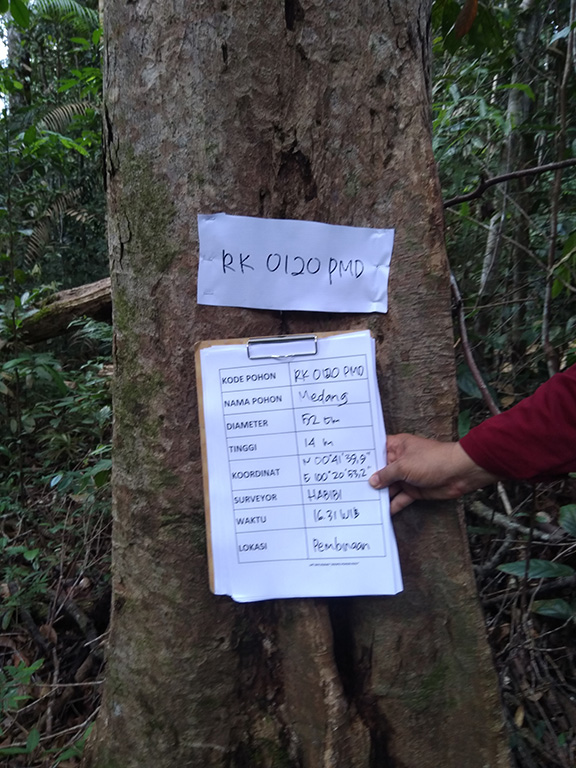 RK 0120 PMD
KODE POHON RK 0120 PMD
NAMA POHON Medang
DIAMETER 52 cm
TINGGI 14 m
KOORDINAT N 00°41'39,9"
E 100°20'53,2"
SURVEYOR HABIBI
WAKTU 16.31 WIB
LOKASI Pembinaan